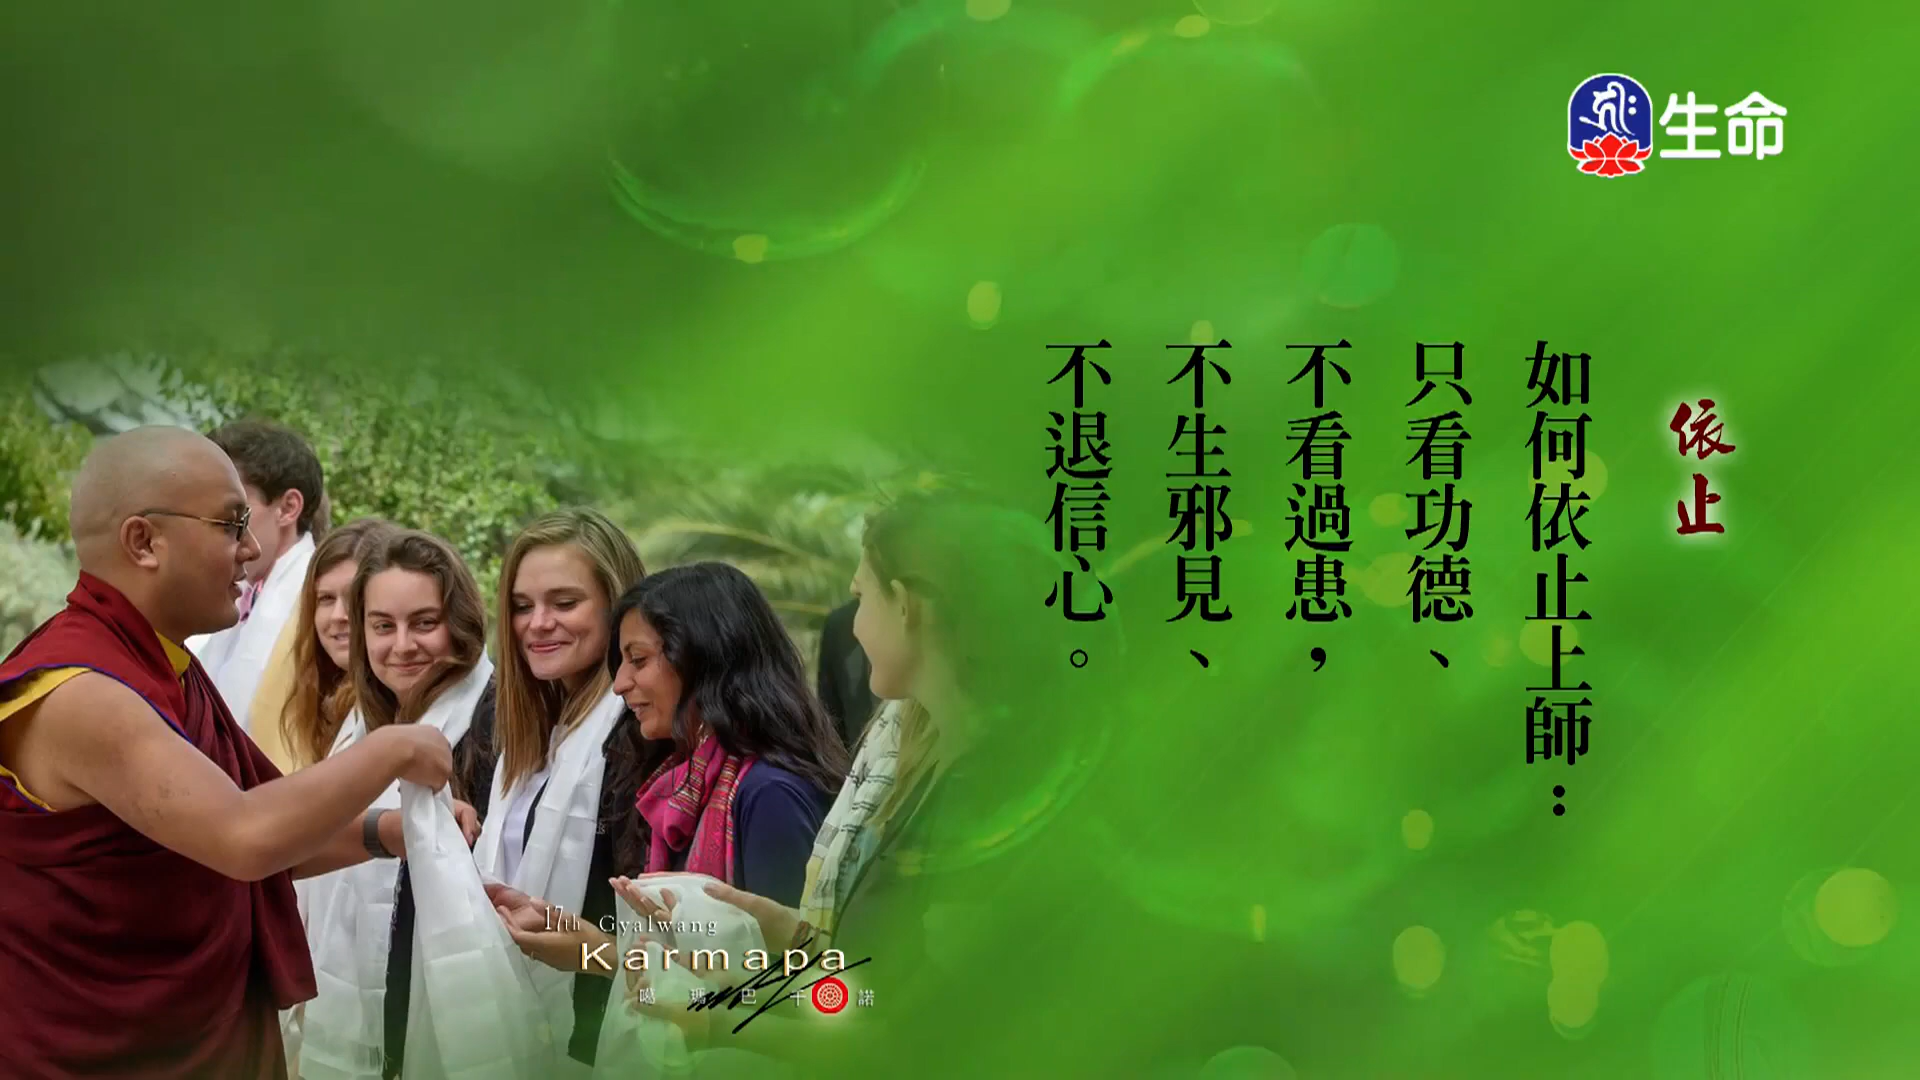 生命
依止
如何依止上師：
只看功德、
不看過患，
不生邪見、
不退信心。
17th Gyalwang
Karmapa
噶瑪巴千諾